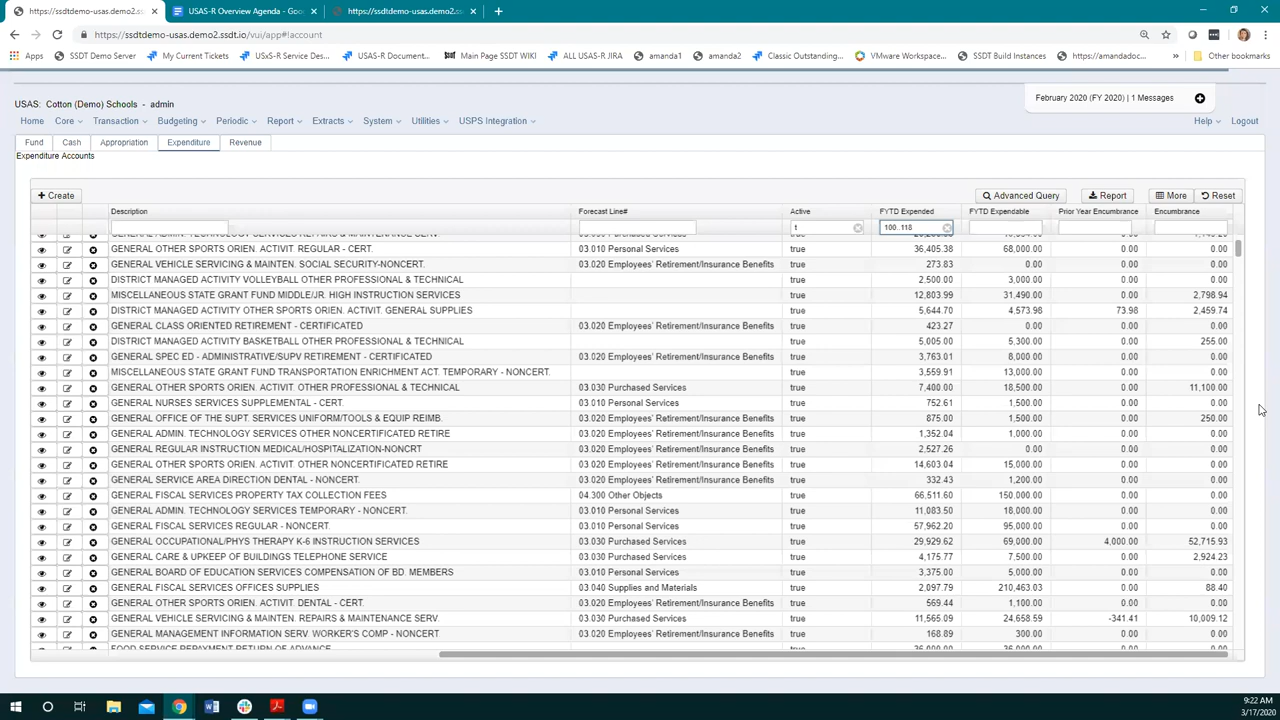 https://ssdtdemo-usas.demo2.ssd × USAS-R Overview Agenda - Goo × https://ssdtdemo-usas.demo2.ssd × +
ssdtdemo-usas.demo2.ssdt.io/vui/app#!account
Apps SSDT Demo Server My Current Tickets USxS-R Service Des... USAS-R Document... Main Page SSDT WIKI ALL USAS-R JIRA amanda1 amanda2 Classic Outstanding... VMware Workspace... SSDT Build Instances https://amandadoc... » Other bookmarks
USAS: Cotton (Demo) Schools - admin
February 2020 (FY 2020) | 1 Messages
Home Core Transaction Budgeting Periodic Report Extracts System Utilities USPS Integration Help Logout
Fund Cash Appropriation Expenditure Revenue
Expenditure Accounts
+ Create Advanced Query Report More Reset
Description Forecast Line# Active FYTD Expended FYTD Expendable Prior Year Encumbrance Encumbrance
t 100..118
GENERAL OTHER SPORTS ORIEN. ACTIVIT. REGULAR - CERT. 03.010 Personal Services true 36,405.38 68,000.00 0.00 0.00
GENERAL VEHICLE SERVICING & MAINTEN. SOCIAL SECURITY-NONCERT. 03.020 Employees' Retirement/Insurance Benefits true 273.83 0.00 0.00 0.00
DISTRICT MANAGED ACTIVITY VOLLEYBALL OTHER PROFESSIONAL & TECHNICAL true 2,500.00 3,000.00 0.00 0.00
MISCELLANEOUS STATE GRANT FUND MIDDLE/JR. HIGH INSTRUCTION SERVICES true 12,803.99 31,490.00 0.00 2,798.94
DISTRICT MANAGED ACTIVITY OTHER SPORTS ORIEN. ACTIVIT. GENERAL SUPPLIES true 5,644.70 4,573.98 73.98 2,459.74
GENERAL CLASS ORIENTED RETIREMENT - CERTIFICATED 03.020 Employees' Retirement/Insurance Benefits true 423.27 0.00 0.00 0.00
DISTRICT MANAGED ACTIVITY BASKETBALL OTHER PROFESSIONAL & TECHNICAL true 5,005.00 5,300.00 0.00 255.00
GENERAL SPEC ED - ADMINISTRATIVE/SUPV RETIREMENT - CERTIFICATED 03.020 Employees' Retirement/Insurance Benefits true 3,763.01 8,000.00 0.00 0.00
MISCELLANEOUS STATE GRANT FUND TRANSPORTATION ENRICHMENT ACT. TEMPORARY - NONCERT. true 3,559.91 13,000.00 0.00 0.00
GENERAL OTHER SPORTS ORIEN. ACTIVIT. OTHER PROFESSIONAL & TECHNICAL 03.030 Purchased Services true 7,400.00 18,500.00 0.00 11,100.00
GENERAL NURSES SERVICES SUPPLEMENTAL - CERT. 03.010 Personal Services true 752.61 1,500.00 0.00 0.00
GENERAL OFFICE OF THE SUPT. SERVICES UNIFORM/TOOLS & EQUIP REIMB. 03.020 Employees' Retirement/Insurance Benefits true 875.00 1,500.00 0.00 250.00
GENERAL ADMIN. TECHNOLOGY SERVICES OTHER NONCERTIFICATED RETIRE 03.020 Employees' Retirement/Insurance Benefits true 1,352.04 1,000.00 0.00 0.00
GENERAL REGULAR INSTRUCTION MEDICAL/HOSPITALIZATION-NONCRT 03.020 Employees' Retirement/Insurance Benefits true 2,527.26 0.00 0.00 0.00
GENERAL OTHER SPORTS ORIEN. ACTIVIT. OTHER NONCERTIFICATED RETIRE 03.020 Employees' Retirement/Insurance Benefits true 14,603.04 15,000.00 0.00 0.00
GENERAL SERVICE AREA DIRECTION DENTAL - NONCERT. 03.020 Employees' Retirement/Insurance Benefits true 332.43 1,200.00 0.00 0.00
GENERAL FISCAL SERVICES PROPERTY TAX COLLECTION FEES 04.300 Other Objects true 66,511.60 150,000.00 0.00 0.00
GENERAL ADMIN. TECHNOLOGY SERVICES TEMPORARY - NONCERT. 03.010 Personal Services true 11,083.50 18,000.00 0.00 0.00
GENERAL FISCAL SERVICES REGULAR - NONCERT. 03.010 Personal Services true 57,962.20 95,000.00 0.00 0.00
GENERAL OCCUPATIONAL/PHYS THERAPY K-6 INSTRUCTION SERVICES 03.030 Purchased Services true 29,929.62 69,000.00 4,000.00 52,715.93
GENERAL CARE & UPKEEP OF BUILDINGS TELEPHONE SERVICE 03.030 Purchased Services true 4,175.77 7,500.00 0.00 2,924.23
GENERAL BOARD OF EDUCATION SERVICES COMPENSATION OF BD. MEMBERS 03.010 Personal Services true 3,375.00 5,000.00 0.00 0.00
GENERAL FISCAL SERVICES OFFICES SUPPLIES 03.040 Supplies and Materials true 2,097.79 210,463.03 0.00 88.40
GENERAL OTHER SPORTS ORIEN. ACTIVIT. DENTAL - CERT. 03.020 Employees' Retirement/Insurance Benefits true 569.44 1,100.00 0.00 0.00
GENERAL VEHICLE SERVICING & MAINTEN. REPAIRS & MAINTENANCE SERV. 03.030 Purchased Services true 11,565.09 24,658.59 -341.41 10,009.12
GENERAL MANAGEMENT INFORMATION SERV. WORKER'S COMP - NONCERT 03.020 Employees' Retirement/Insurance Benefits true 168.89 300.00 0.00 0.00
FOOD SERVICE REPAYMENT RETURN OF ADVANCE true 36,000.00 36,000.00 0.00 0.00
9:22 AM
3/17/2020